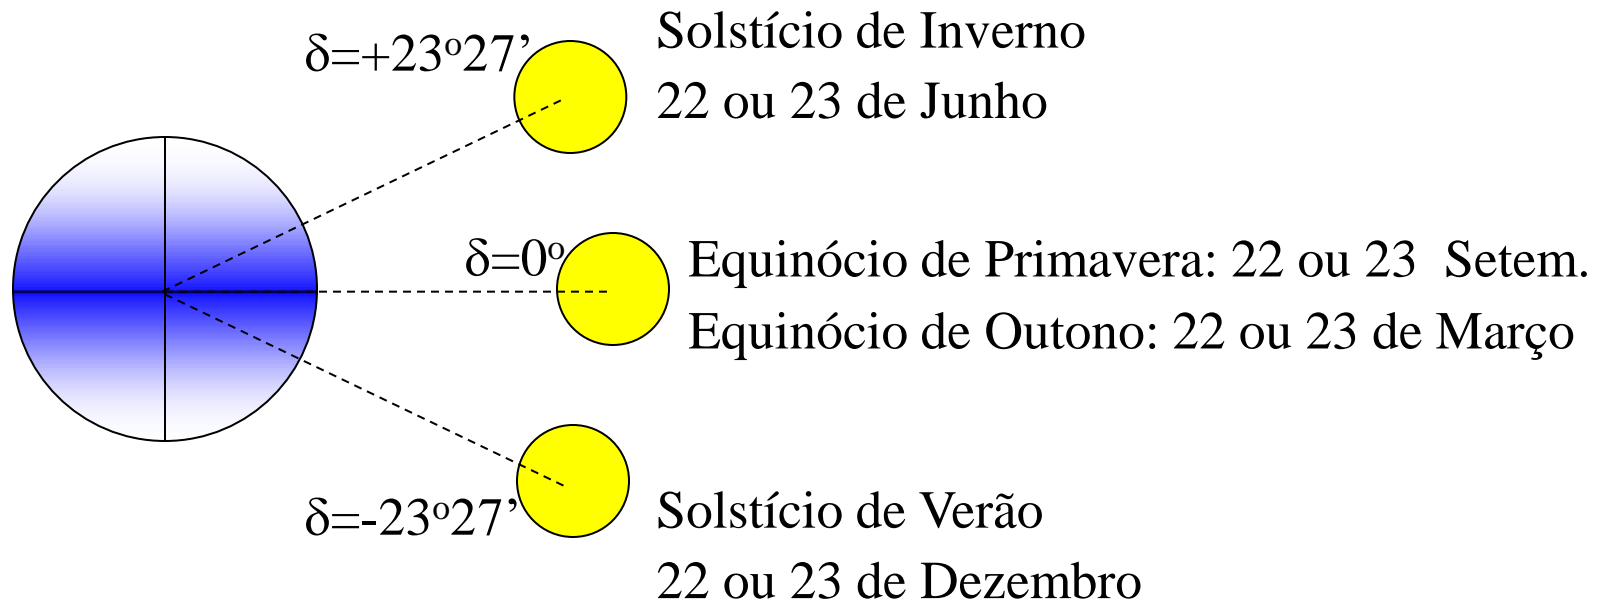 δ=+23º27’
Solstício de Inverno
22 ou 23 de Junho
δ=0º
Equinócio de Primavera: 22 ou 23  Setem.
Equinócio de Outono: 22 ou 23 de Março
δ=-23º27’
Solstício de Verão
22 ou 23 de Dezembro